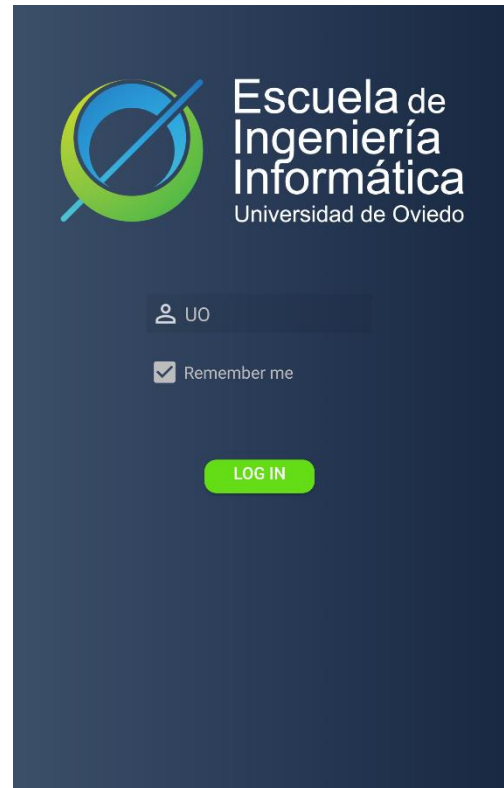 Escuela de
Ingeniería
Informática
Universidad de Oviedo
UO
Remember me
LOG IN